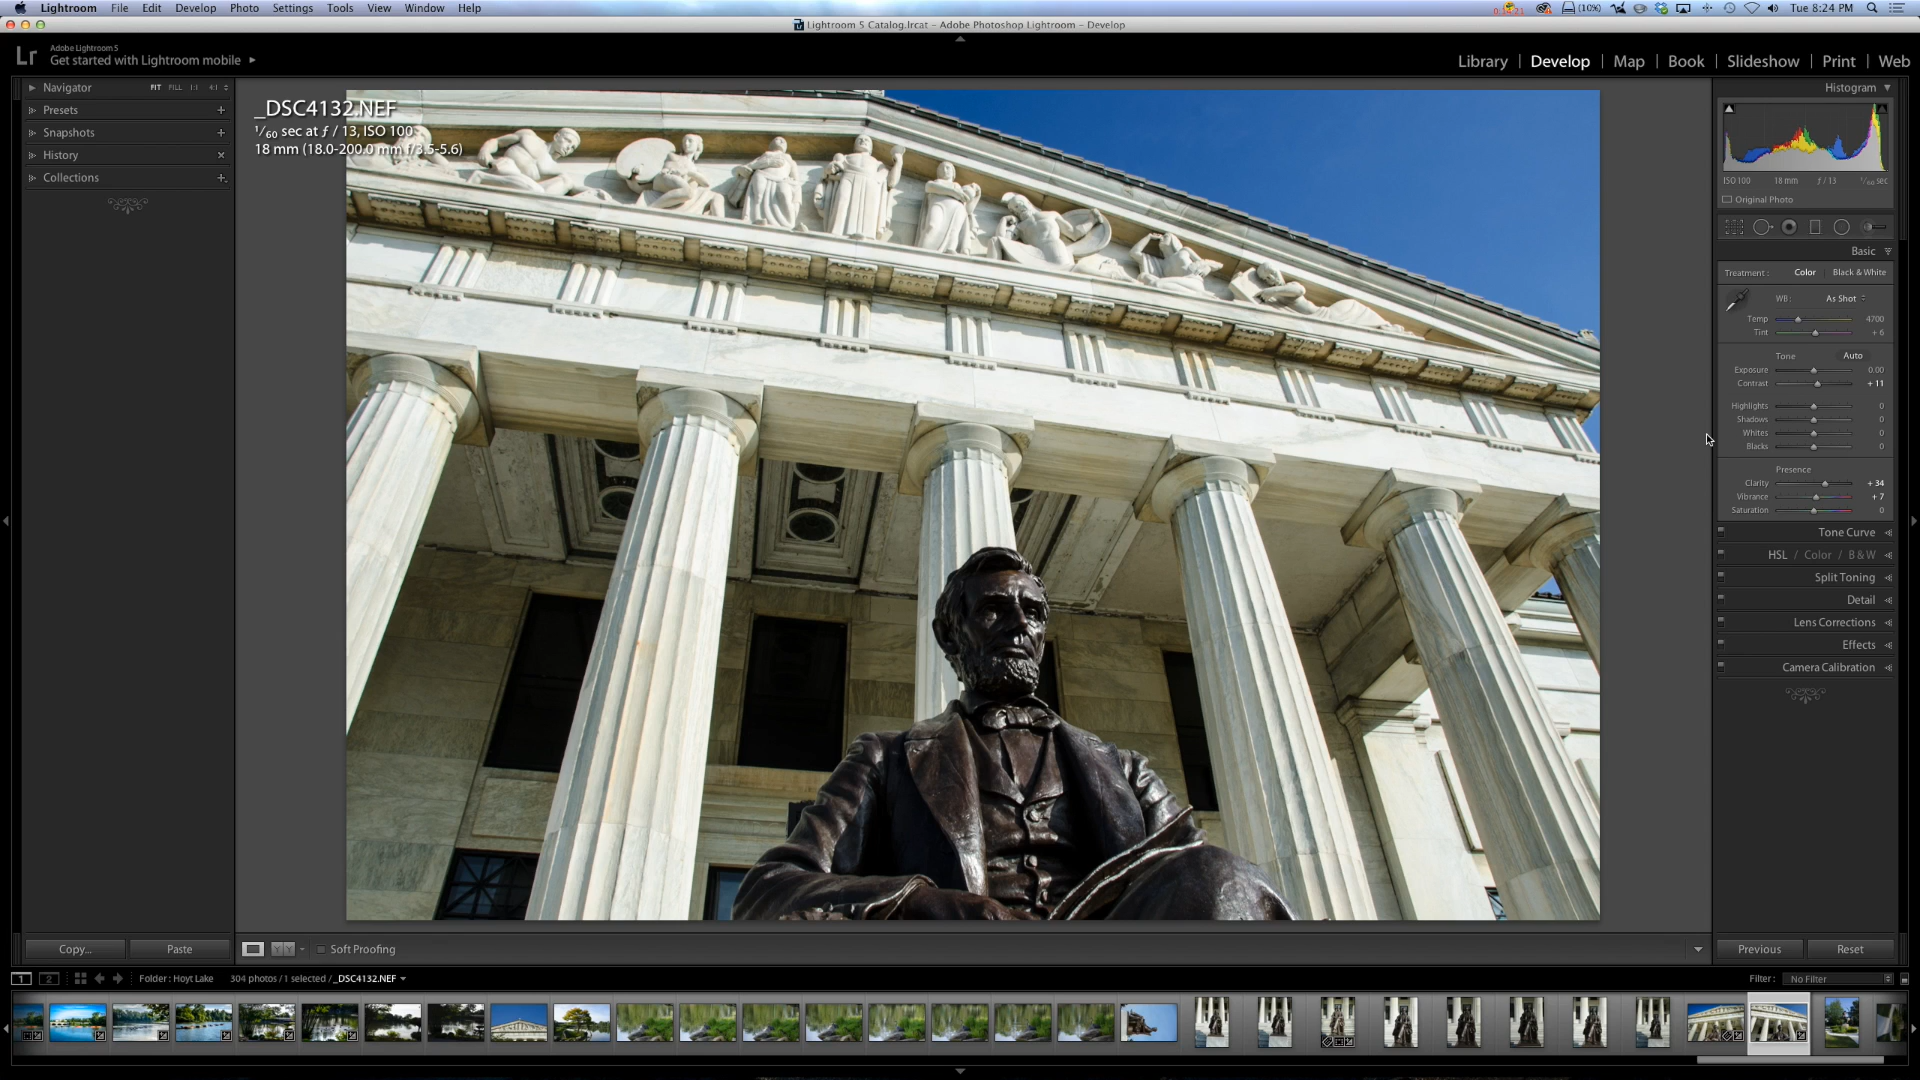 Lightroom File Edit Develop Photo Settings Tools View Window Help
(10%) Tue 8:24 PM
Lightroom 5 Catalog.lrcat – Adobe Photoshop Lightroom – Develop
Lr Adobe Lightroom 5
Get started with Lightroom mobile
Library | Develop | Map | Book | Slideshow | Print | Web
Navigator FIT FILL 1:1 4:1
Presets
Snapshots
History
Collections
_DSC4132.NEF
1/60 sec at ƒ / 13, ISO 100
18 mm (18.0-200.0 mm f/3.5-5.6)
Histogram
ISO 100 18 mm ƒ / 13 1/60 sec
Original Photo
Basic
Treatment : Color | Black & White
WB : As Shot
Temp 4700
Tint + 6
Tone Auto
Exposure 0.00
Contrast + 11
Highlights 0
Shadows 0
Whites 0
Blacks 0
Presence
Clarity + 34
Vibrance + 7
Saturation 0
Tone Curve
HSL / Color / B & W
Split Toning
Detail
Lens Corrections
Effects
Camera Calibration
Copy... Paste
Y Y Soft Proofing
Previous Reset
1 2 Folder : Hoyt Lake 304 photos / 1 selected / _DSC4132.NEF
Filter : No Filter